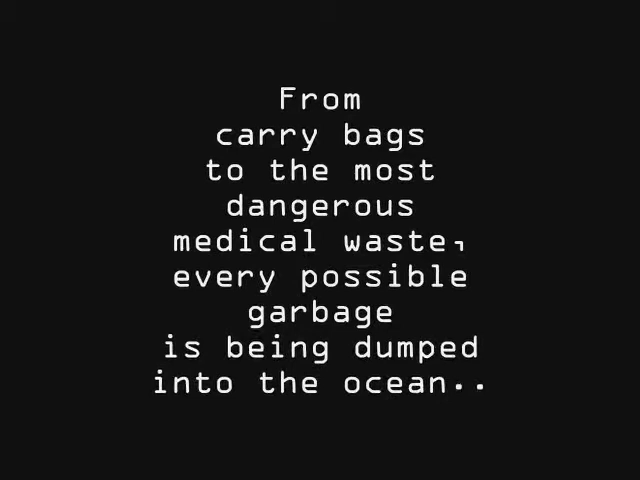 From
carry bags
to the most
dangerous
medical waste,
every possible
garbage
is being dumped
into the ocean..